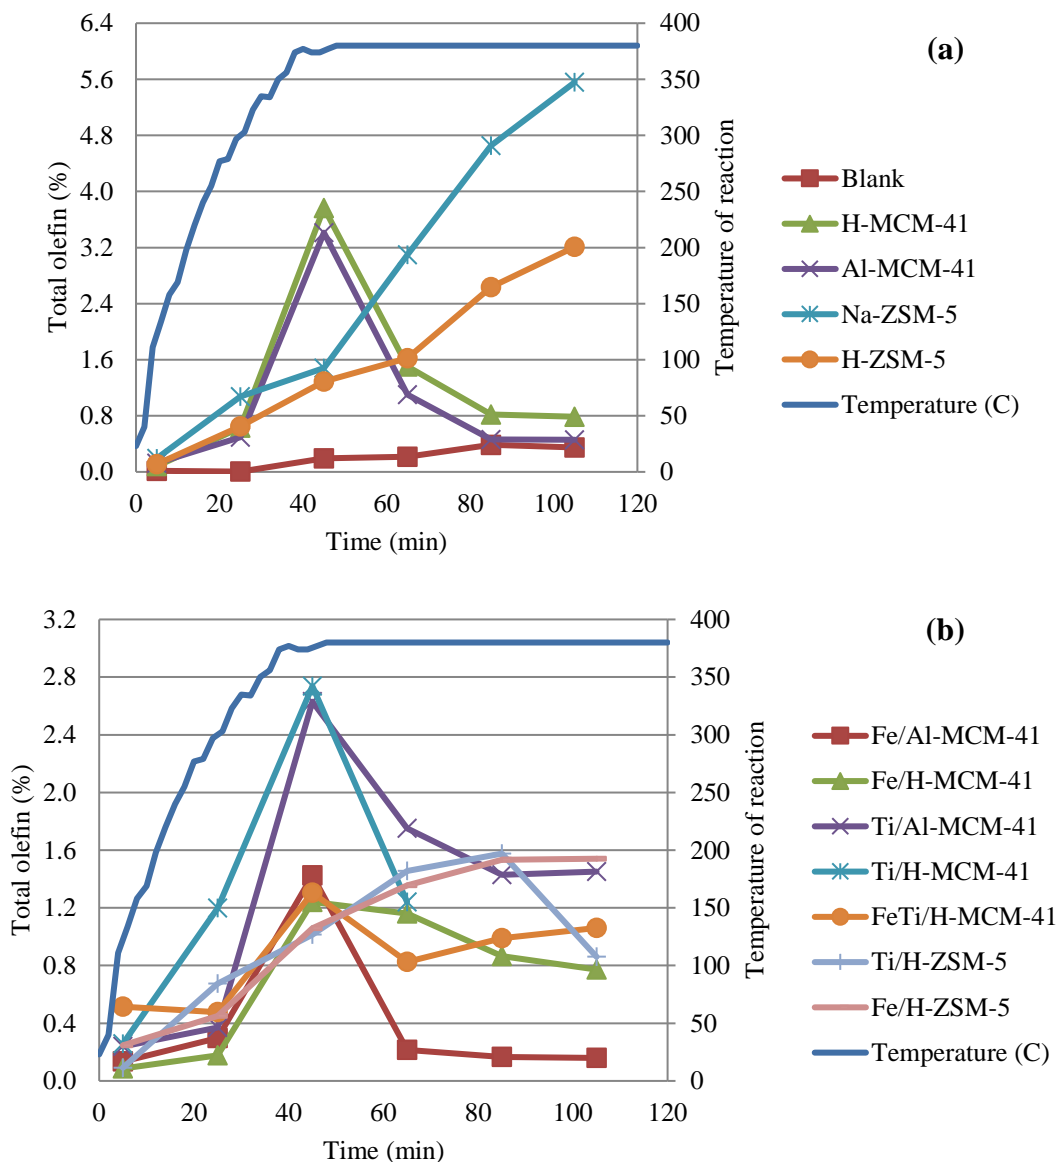 6.4
5.6
4.8
4.0
3.2
2.4
1.6
0.8
0.0
Total olefin (%)
0 20 40 60 80 100 120
Time (min)
400
350
300
250
200
150
100
50
0
Temperature of reaction
(a)
Blank
H-MCM-41
Al-MCM-41
Na-ZSM-5
H-ZSM-5
Temperature (C)
3.2
2.8
2.4
2.0
1.6
1.2
0.8
0.4
0.0
Total olefin (%)
0 20 40 60 80 100 120
Time (min)
400
350
300
250
200
150
100
50
0
Temperature of reaction
(b)
Fe/Al-MCM-41
Fe/H-MCM-41
Ti/Al-MCM-41
Ti/H-MCM-41
FeTi/H-MCM-41
Ti/H-ZSM-5
Fe/H-ZSM-5
Temperature (C)